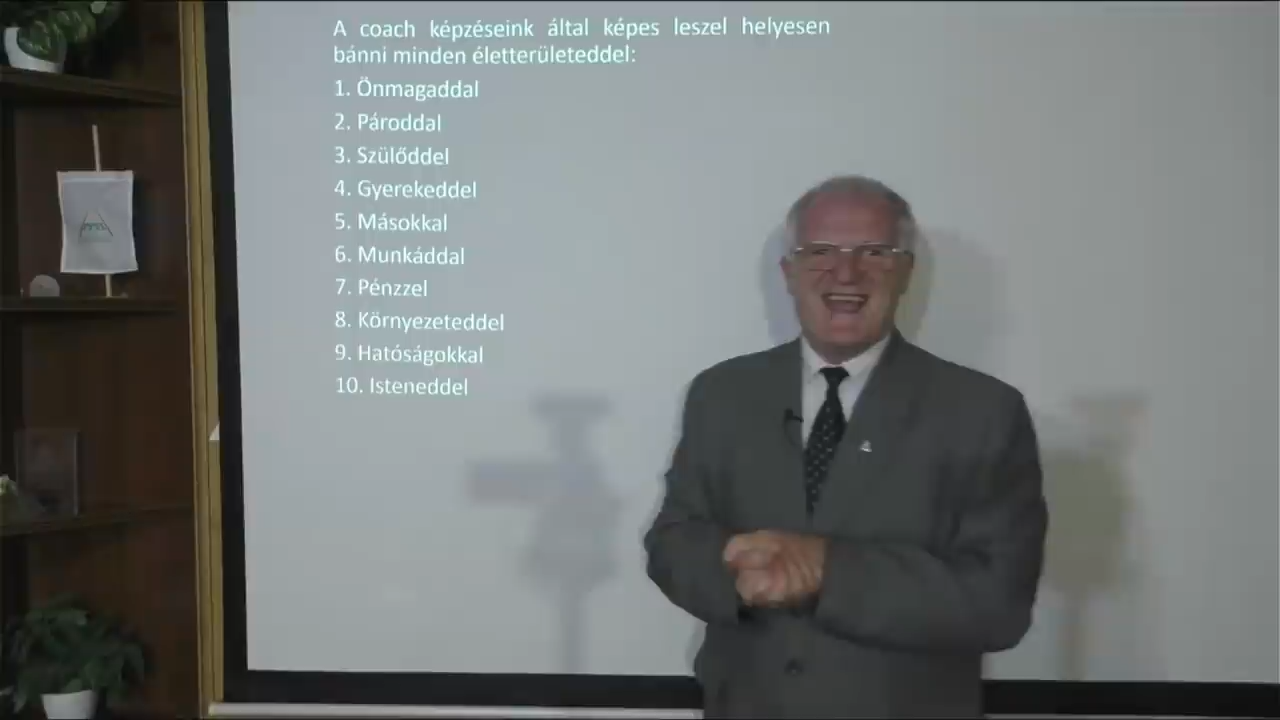 A coach képzéseink által képes leszel helyesen
bánni minden életterületeddel:
1. Önmagaddal
2. Pároddal
3. Szülőddel
4. Gyerekeddel
5. Másokkal
6. Munkáddal
7. Pénzzel
8. Környezeteddel
9. Hatóságokkal
10. Isteneddel